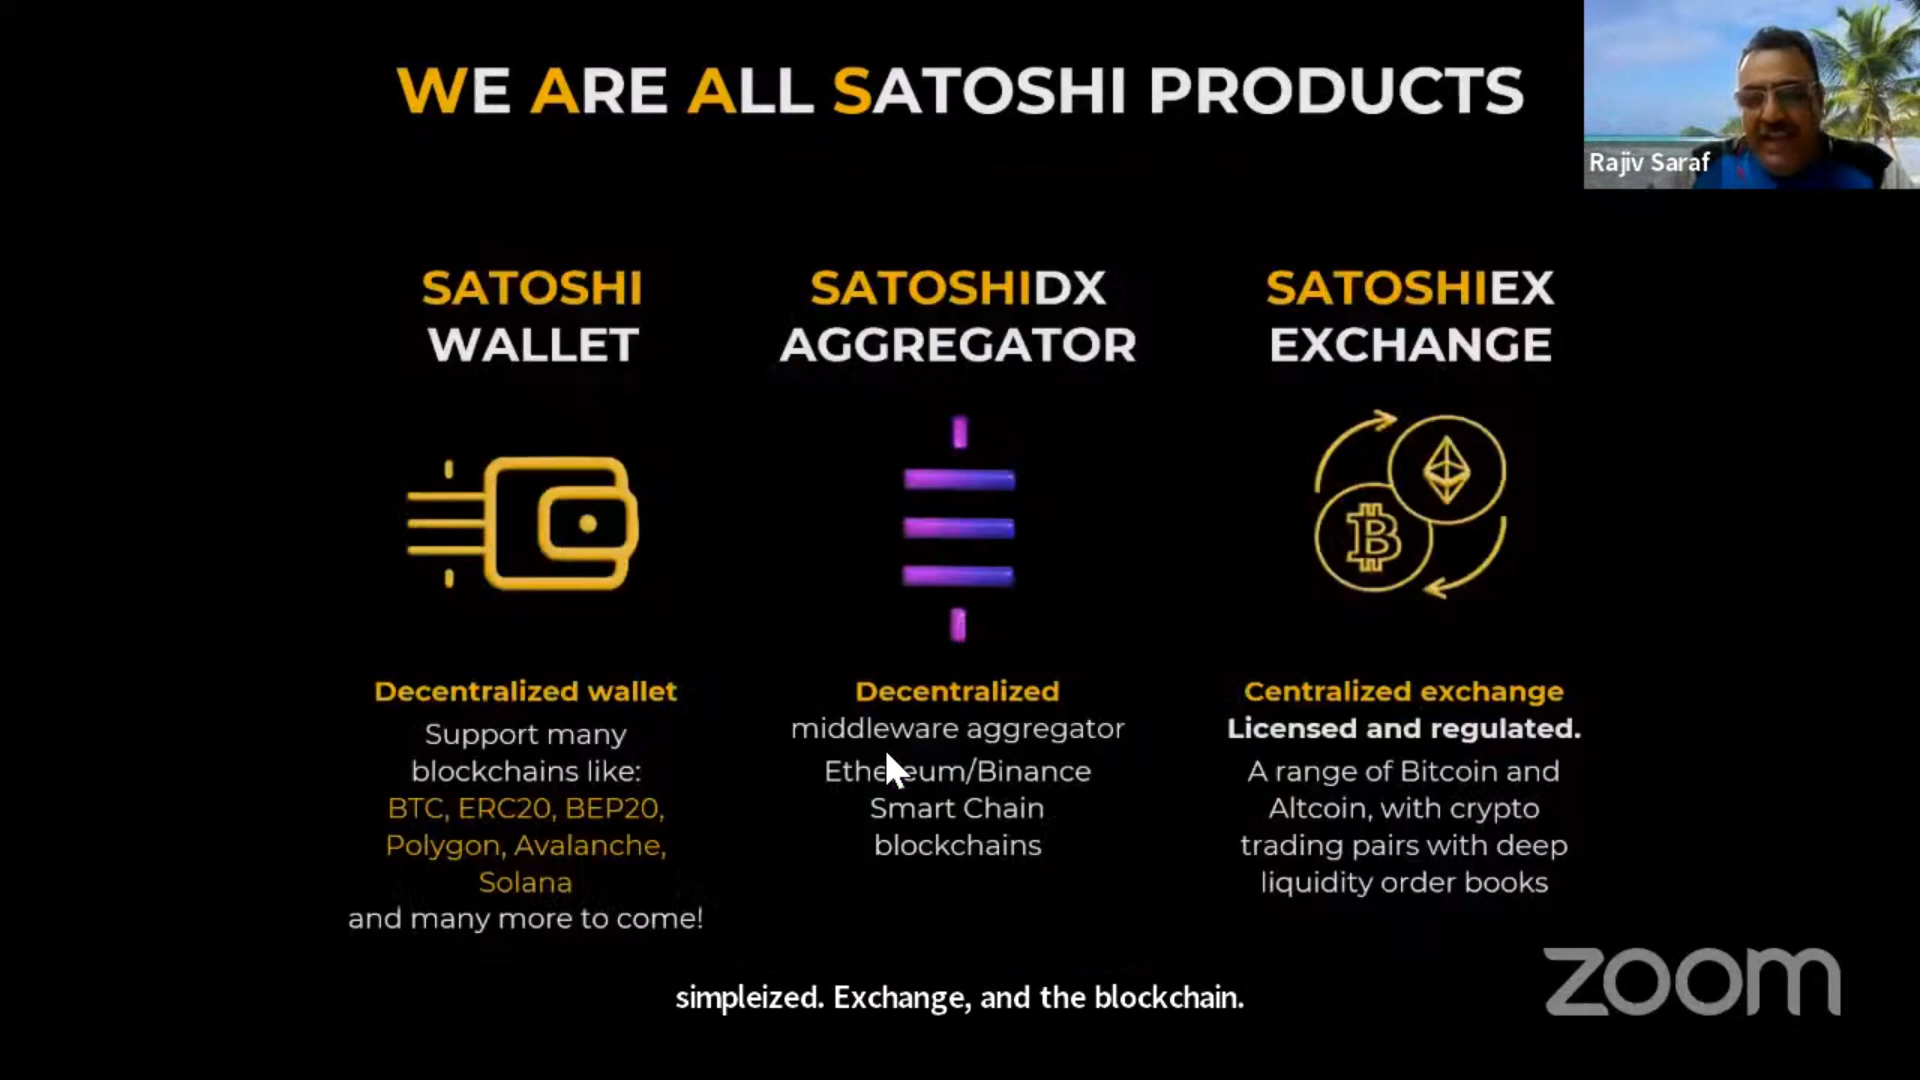 WE ARE ALL SATOSHI PRODUCTS
Rajiv Saraf
SATOSHI
WALLET
Decentralized wallet
Support many
blockchains like:
BTC, ERC20, BEP20,
Polygon, Avalanche,
Solana
and many more to come!
SATOSHIDX
AGGREGATOR
Decentralized
middleware aggregator
Ethereum/Binance
Smart Chain
blockchains
SATOSHIEX
EXCHANGE
Centralized exchange
Licensed and regulated.
A range of Bitcoin and
Altcoin, with crypto
trading pairs with deep
liquidity order books
simpleized. Exchange, and the blockchain.
zoom